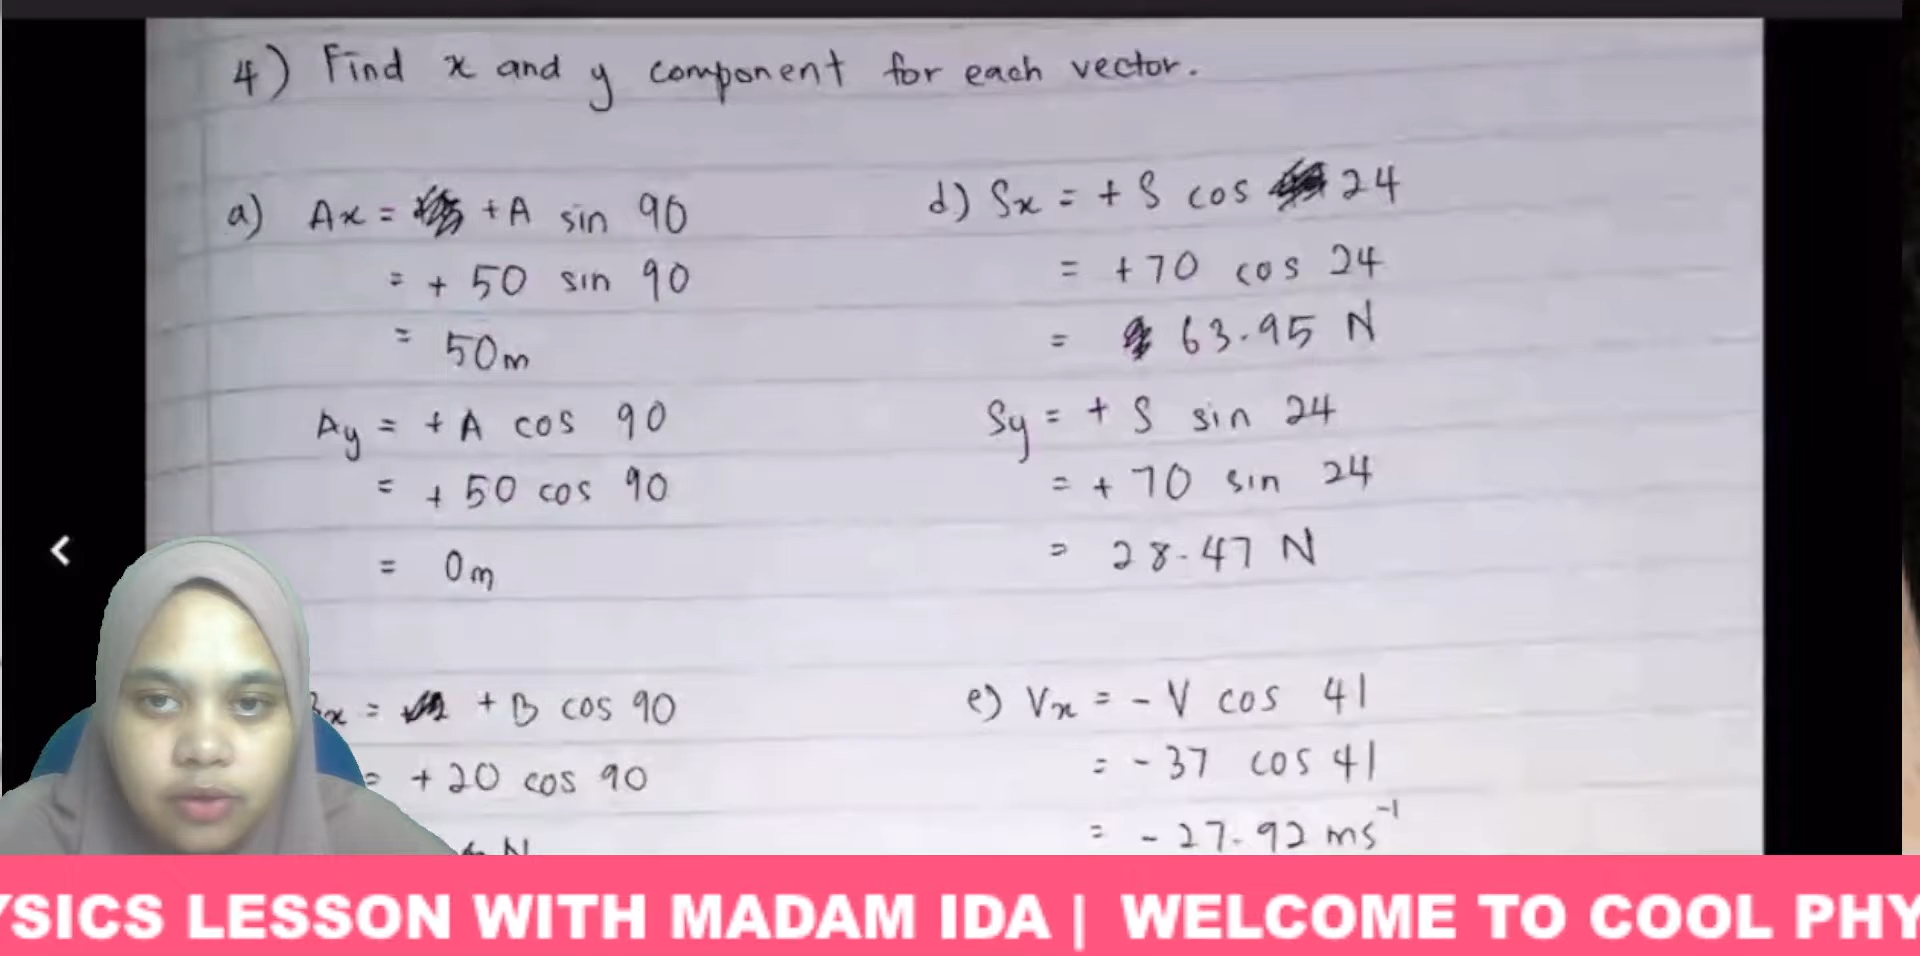 4) Find x and y component for each vector.
a) Ax = +A sin 90
= + 50 sin 90
= 50m
Ay = +A cos 90
= + 50 cos 90
= 0m
Bx = + B cos 90
= +20 cos 90
N
d) Sx = + S cos 24
= +70 cos 24
= 63.95 N
Sy = + S sin 24
= + 70 sin 24
= 28.47 N
e) Vx = - V cos 41
= - 37 cos 41
= - 27.92 ms⁻¹
YSICS LESSON WITH MADAM IDA | WELCOME TO COOL PHY